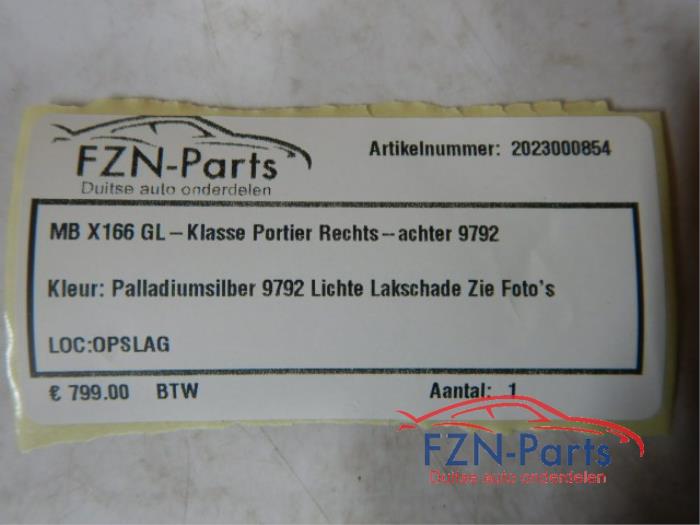 FZN-Parts
Duitse auto onderdelen
Artikelnummer: 2023000854
MB X166 GL-Klasse Portier Rechts-achter 9792
Kleur: Palladiumsilber 9792 Lichte Lakschade Zie Foto's
LOC:OPSLAG
€ 799.00 BTW Aantal: 1
FZN-Parts
Duitse auto onderdelen